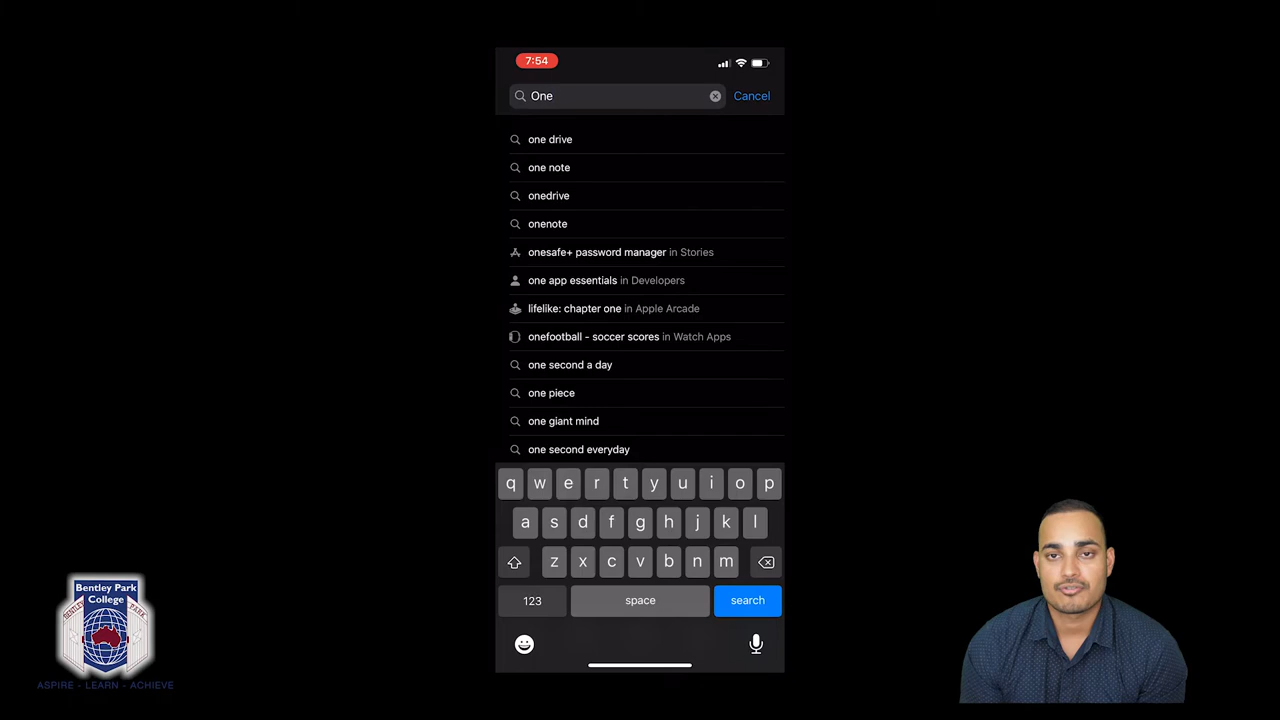 7:54
One
Cancel
one drive
one note
onedrive
onenote
onesafe+ password manager in Stories
one app essentials in Developers
lifelike: chapter one in Apple Arcade
onefootball - soccer scores in Watch Apps
one second a day
one piece
one giant mind
one second everyday
q w e r t y u i o p
a s d f g h j k l
z x c v b n m
123 space search
Bentley Park
College
BENTLEY PARK
ASPIRE - LEARN - ACHIEVE